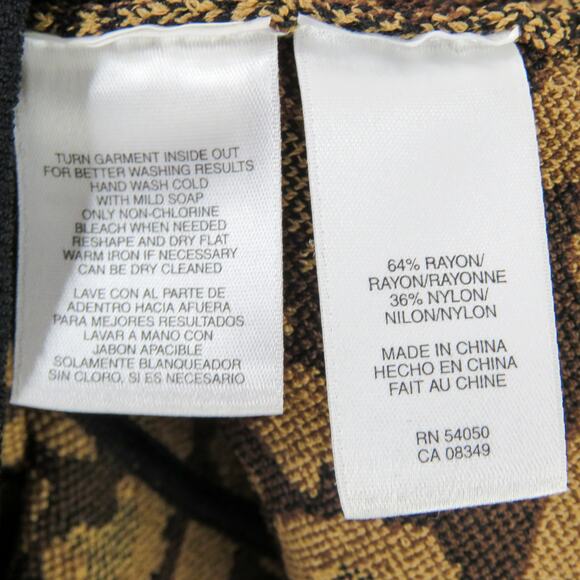 TURN GARMENT INSIDE OUT
FOR BETTER WASHING RESULTS
HAND WASH COLD
WITH MILD SOAP
ONLY NON-CHLORINE
BLEACH WHEN NEEDED
RESHAPE AND DRY FLAT
WARM IRON IF NECESSARY
CAN BE DRY CLEANED
LAVE CON AL PARTE DE
ADENTRO HACIA AFUERA
PARA MEJORES RESULTADOS
LAVAR A MANO CON
JABON APACIBLE
SOLAMENTE BLANQUEADOR
SIN CLORO, SI ES NECESARIO
64% RAYON/
RAYON/RAYONNE
36% NYLON/
NILON/NYLON
MADE IN CHINA
HECHO EN CHINA
FAIT AU CHINE
RN 54050
CA 08349